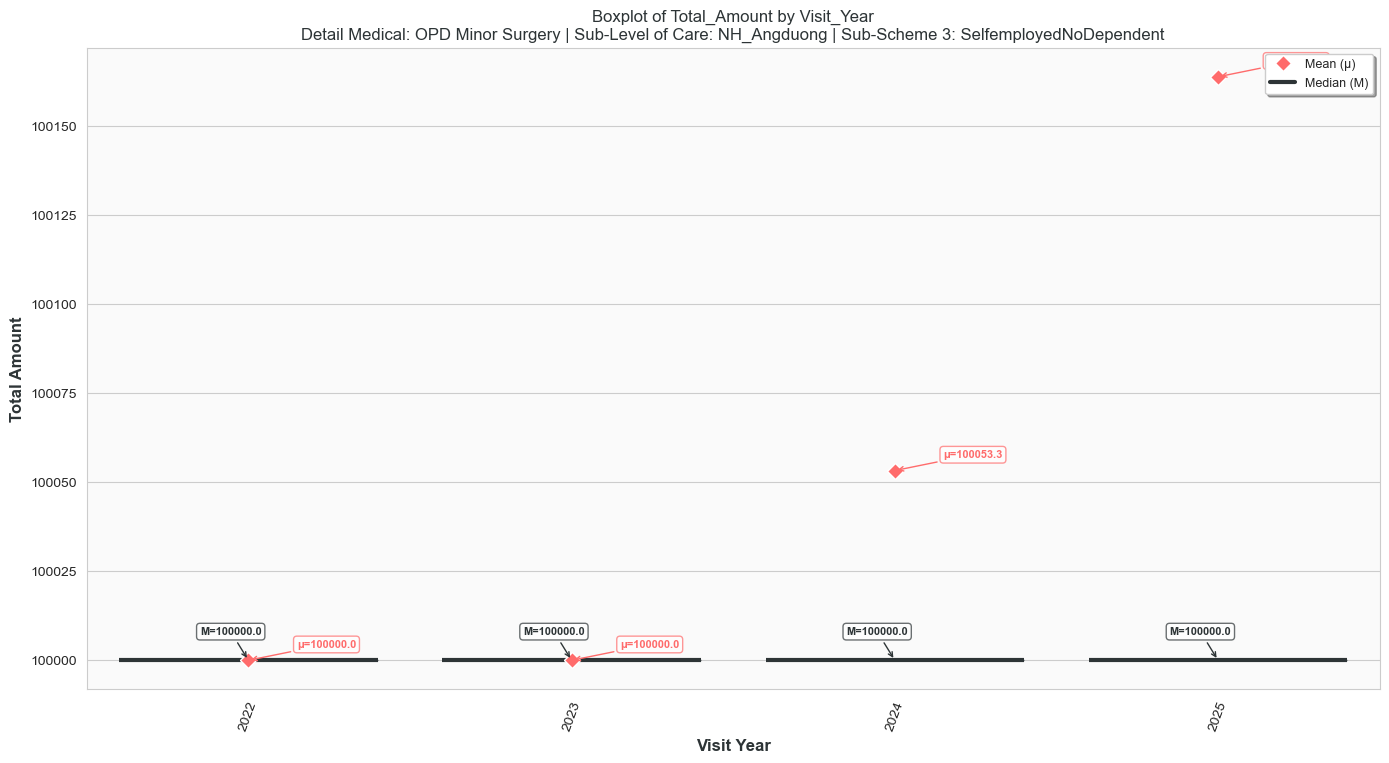 Boxplot of Total_Amount by Visit_Year
Detail Medical: OPD Minor Surgery | Sub-Level of Care: NH_Angduong | Sub-Scheme 3: SelfemployedNoDependent
Mean (μ)
Median (M)
100150
100125
100100
100075
μ=100053.3
100050
100025
M=100000.0
M=100000.0
M=100000.0
M=100000.0
μ=100000.0
μ=100000.0
100000
Total Amount
2022
2023
2024
2025
Visit Year